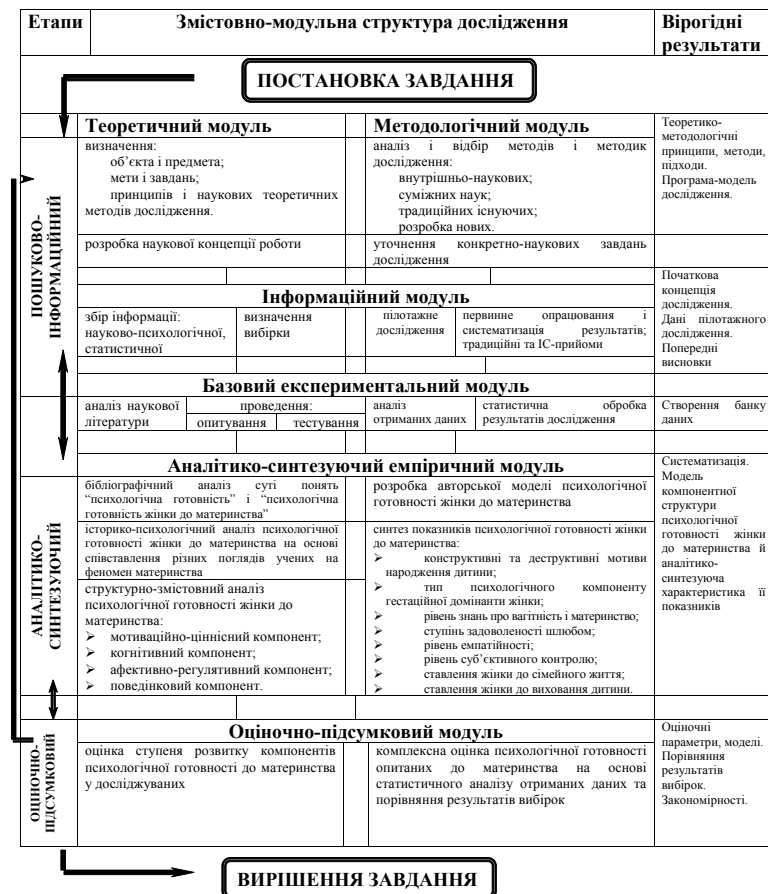 Етапи
Змістовно-модульна структура дослідження
Вірогідні
результати
ПОСТАНОВКА ЗАВДАННЯ
ПОШУКОВО-
ІНФОРМАЦІЙНИЙ
Теоретичний модуль
визначення:
об’єкта і предмета;
мети і завдань;
принципів і наукових теоретичних
методів дослідження.
розробка наукової концепції роботи
Методологічний модуль
аналіз і відбір методів і методик
дослідження:
внутрішньо-наукових;
суміжних наук;
традиційних існуючих;
розробка нових.
уточнення конкретно-наукових завдань
дослідження
Теоретико-
методологічні
принципи, методи,
підходи.
Програма-модель
дослідження.
Інформаційний модуль
збір інформації:
науково-психологічної,
статистичної
визначення
вибірки
пілотажне
дослідження
первинне опрацювання і
систематизація результатів;
традиційні та ІС-прийоми
Початкова
концепція
дослідження.
Дані пілотажного
дослідження.
Попередні
висновки
Базовий експериментальний модуль
аналіз наукової
літератури
проведення:
опитування
тестування
аналіз
отриманих даних
статистична обробка
результатів дослідження
Створення банку
даних
АНАЛІТИКО-
СИНТЕЗУЮЧИЙ
Аналітико-синтезуючий емпіричний модуль
бібліографічний аналіз суті понять
“психологічна готовність” і “психологічна
готовність жінки до материнства”
історико-психологічний аналіз психологічної
готовності жінки до материнства на основі
співставлення різних поглядів учених на
феномен материнства
структурно-змістовний аналіз
психологічної готовності жінки до
материнства:
➢ мотиваційно-ціннісний компонент;
➢ когнітивний компонент;
➢ афективно-регулятивний компонент;
➢ поведінковий компонент.
розробка авторської моделі психологічної
готовності жінки до материнства
синтез показників психологічної готовності жінки
до материнства:
➢ конструктивні та деструктивні мотиви
народження дитини;
➢ тип психологічного компоненту
гестаційної домінанти жінки;
➢ рівень знань про вагітність і материнство;
➢ ступінь задоволеності шлюбом;
➢ рівень емпатійності;
➢ рівень суб’єктивного контролю;
➢ ставлення жінки до сімейного життя;
➢ ставлення жінки до виховання дитини.
Систематизація.
Модель
компонентної
структури
психологічної
готовності жінки
до материнства й
аналітико-
синтезуюча
характеристика її
показників
ОЦІНОЧНО-
ПІДСУМКОВИЙ
Оціночно-підсумковий модуль
оцінка ступеня розвитку компонентів
психологічної готовності до материнства
у досліджуваних
комплексна оцінка психологічної готовності
опитаних до материнства на основі
статистичного аналізу отриманих даних та
порівняння результатів вибірок
Оціночні
параметри, моделі.
Порівняння
результатів
вибірок.
Закономірності.
ВИРІШЕННЯ ЗАВДАННЯ